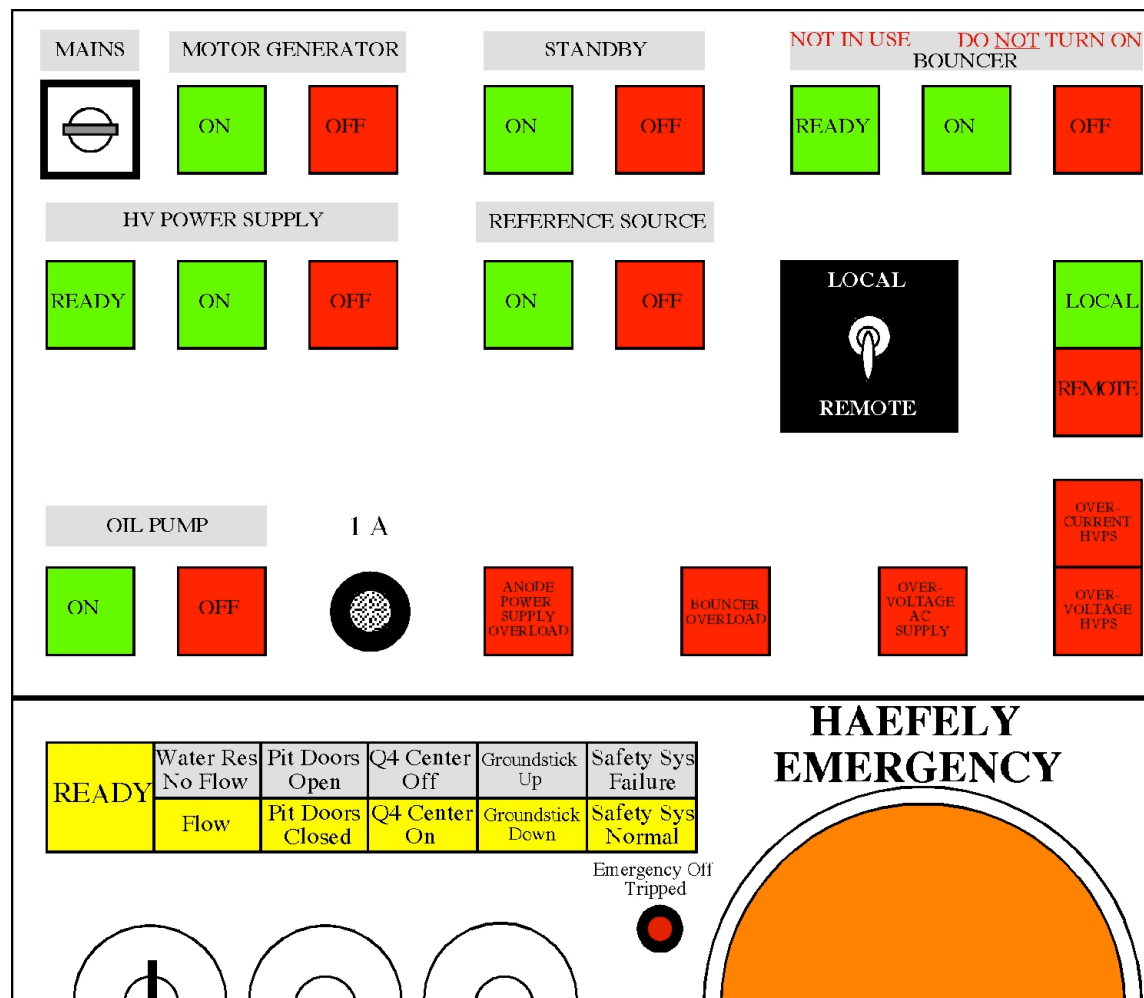 MAINS
MOTOR GENERATOR
STANDBY
NOT IN USE
DO NOT TURN ON
BOUNCER
ON
OFF
ON
OFF
READY
ON
OFF
HV POWER SUPPLY
REFERENCE SOURCE
READY
ON
OFF
ON
OFF
LOCAL
REMOTE
LOCAL
REMOTE
OIL PUMP
1 A
OVER-
CURRENT
HVPS
ON
OFF
ANODE
POWER
SUPPLY
OVERLOAD
BOUNCER
OVERLOAD
OVER-
VOLTAGE
AC
SUPPLY
OVER-
VOLTAGE
HVPS
HAEFELY
EMERGENCY
READY
Water Res
No Flow
Pit Doors
Open
Q4 Center
Off
Groundstick
Up
Safety Sys
Failure
Flow
Pit Doors
Closed
Q4 Center
On
Groundstick
Down
Safety Sys
Normal
Emergency Off
Tripped